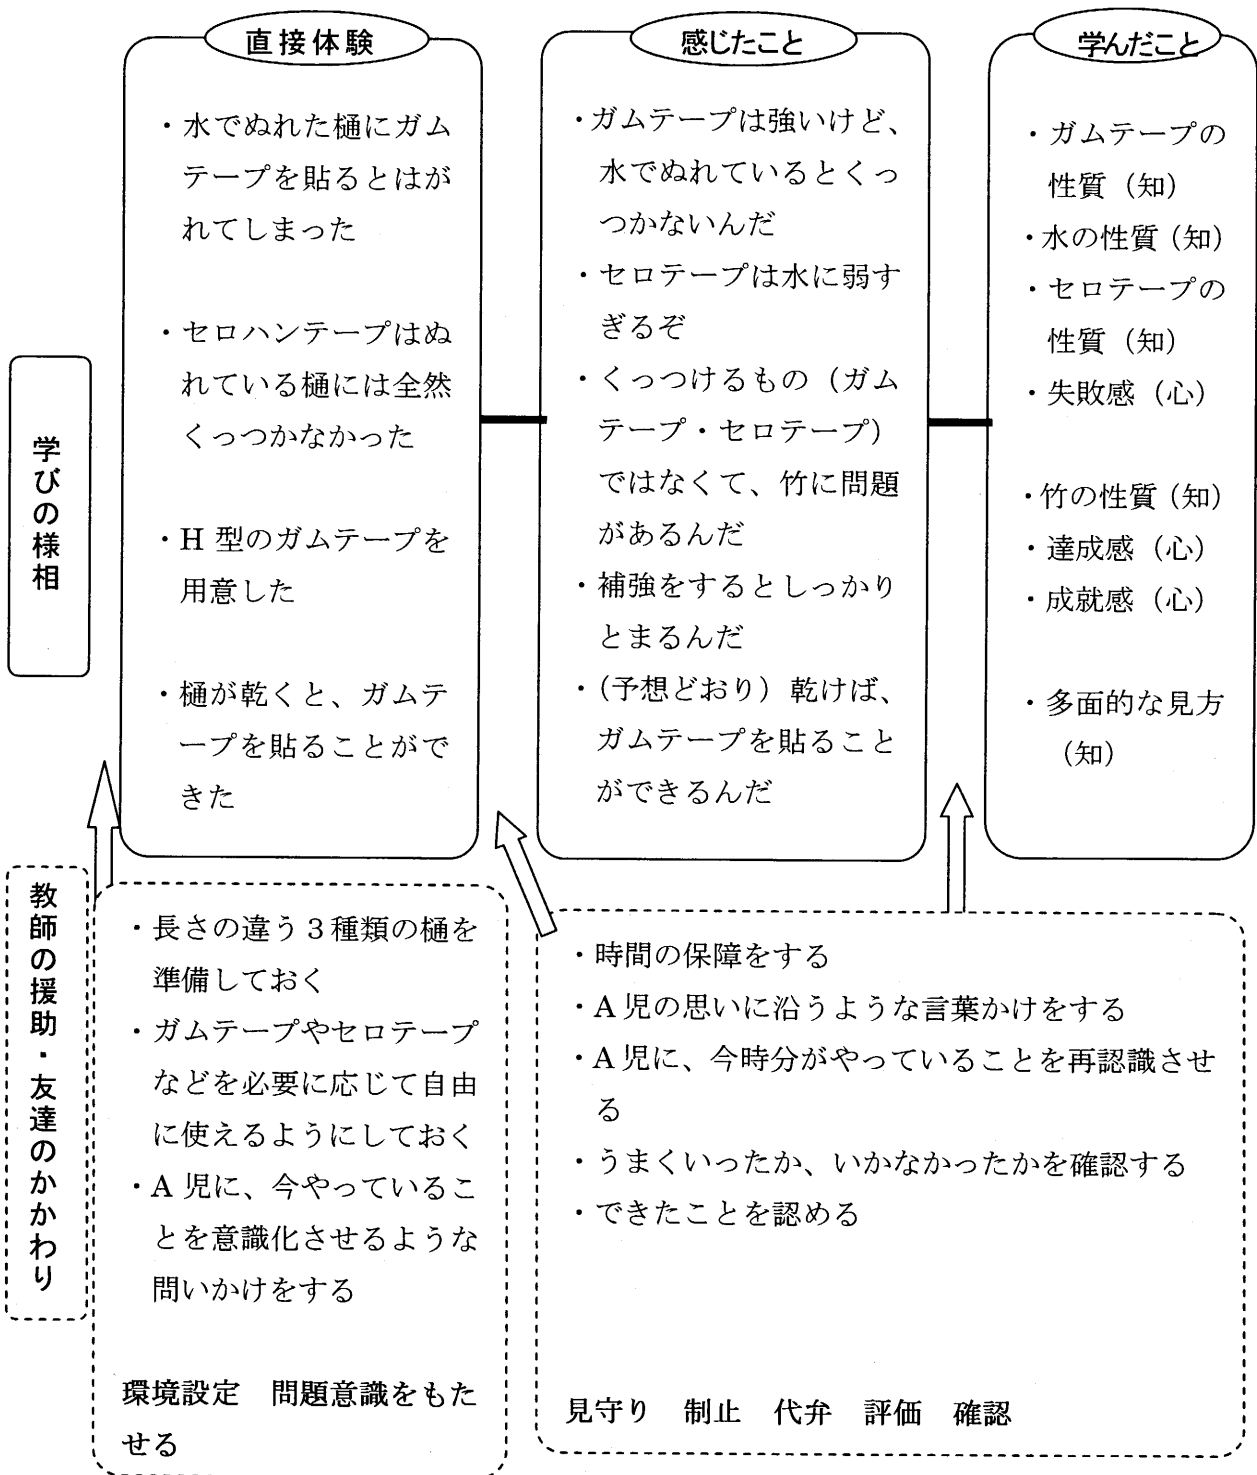 直接体験
・水でぬれた樋にガム
テープを貼るとはが
れてしまった
・セロハンテープはぬ
れている樋には全然
くっつかなかった
・H 型のガムテープを
用意した
・樋が乾くと、ガムテ
ープを貼ることがで
きた
感じたこと
・ガムテープは強いけど、
水でぬれているとくっ
つかないんだ
・セロテープは水に弱す
ぎるぞ
・くっつけるもの（ガム
テープ・セロテープ）
ではなくて、竹に問題
があるんだ
・補強をするとしっかり
とまるんだ
・（予想どおり）乾けば、
ガムテープを貼ること
ができるんだ
学んだこと
・ガムテープの
性質（知）
・水の性質（知）
・セロテープの
性質（知）
・失敗感（心）
・竹の性質（知）
・達成感（心）
・成就感（心）
・多面的な見方
（知）
学びの様相
教師の援助・友達のかかわり
・長さの違う３種類の樋を
準備しておく
・ガムテープやセロテープ
などを必要に応じて自由
に使えるようにしておく
・A 児に、今やっているこ
とを意識化させるような
問いかけをする
環境設定　問題意識をもた
せる
・時間の保障をする
・A 児の思いに沿うような言葉かけをする
・A 児に、今時分がやっていることを再認識させ
る
・うまくいったか、いかなかったかを確認する
・できたことを認める
見守り　制止　代弁　評価　確認